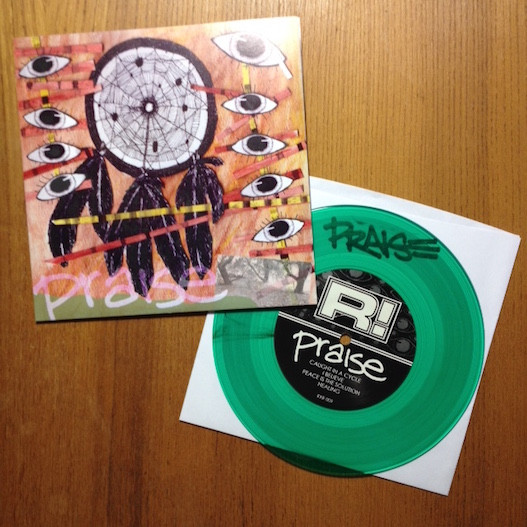 praise
PRAISE
R!
praise
CAUGHT IN A CYCLE
I BELIEVE
PEACE IS THE SOLUTION
HEALING